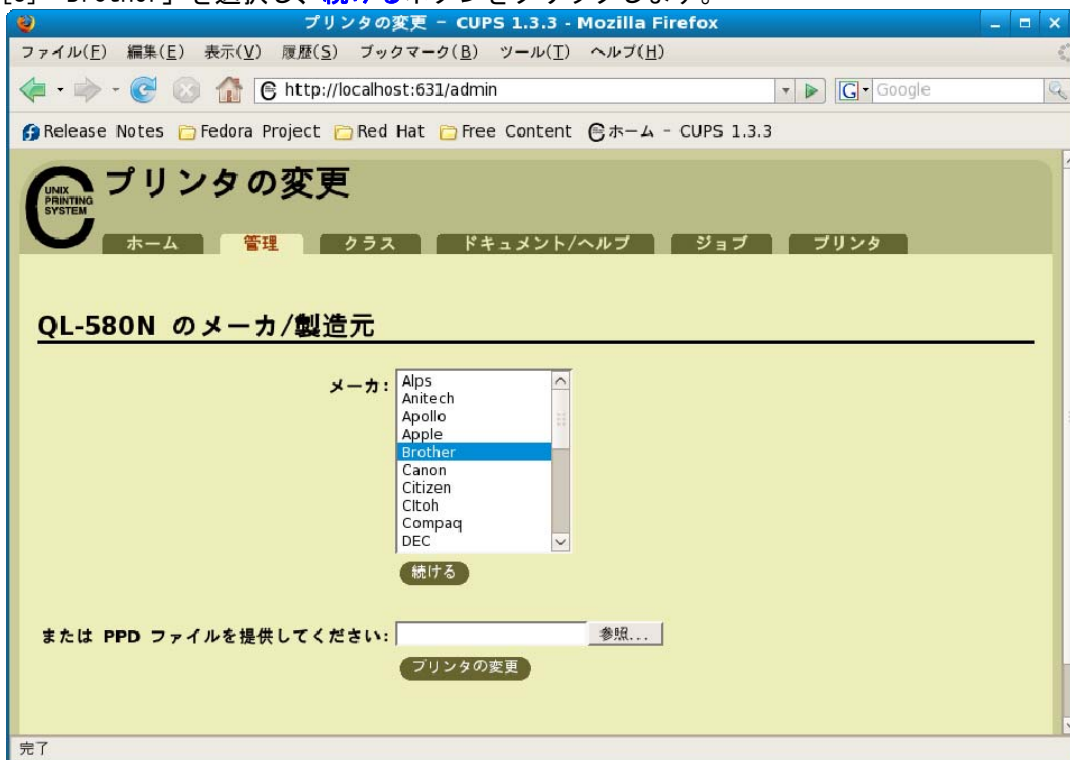 Brother」を選択し、続けるボタンをクリックします。
プリンタの変更 - CUPS 1.3.3 - Mozilla Firefox
ファイル(F) 編集(E) 表示(V) 履歴(S) ブックマーク(B) ツール(T) ヘルプ(H)
http://localhost:631/admin
G Google
Release Notes Fedora Project Red Hat Free Content ホーム - CUPS 1.3.3
UNIX
PRINTING
SYSTEM
プリンタの変更
ホーム 管理 クラス ドキュメント/ヘルプ ジョブ プリンタ
QL-580N のメーカ/製造元
メーカ:
Alps
Anitech
Apollo
Apple
Brother
Canon
Citizen
CItoh
Compaq
DEC
続ける
または PPD ファイルを提供してください: 参照...
プリンタの変更
完了